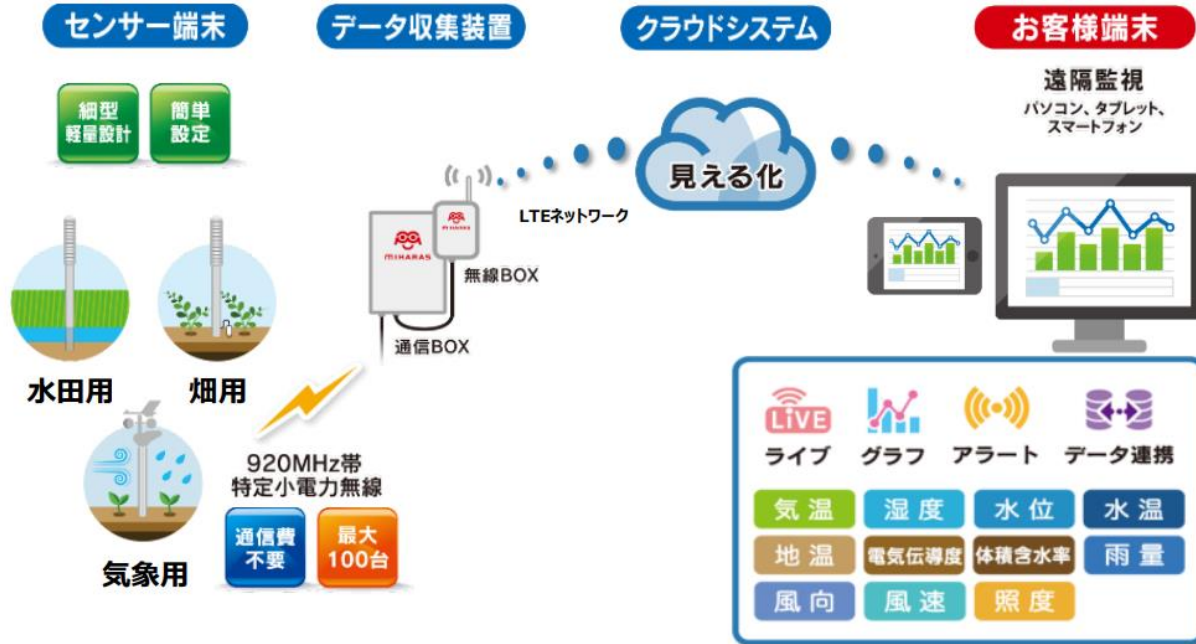 センサー端末
データ収集装置
クラウドシステム
お客様端末
細型
軽量設計
簡単
設定
遠隔監視
パソコン、タブレット、
スマートフォン
見える化
LTEネットワーク
MIHARAS
MIHARAS
無線BOX
通信BOX
水田用
畑用
気象用
920MHz帯
特定小電力無線
通信費
不要
最大
100台
LiVE
ライブ
グラフ
アラート
データ連携
気温
湿度
水位
水温
地温
電気伝導度
体積含水率
雨量
風向
風速
照度